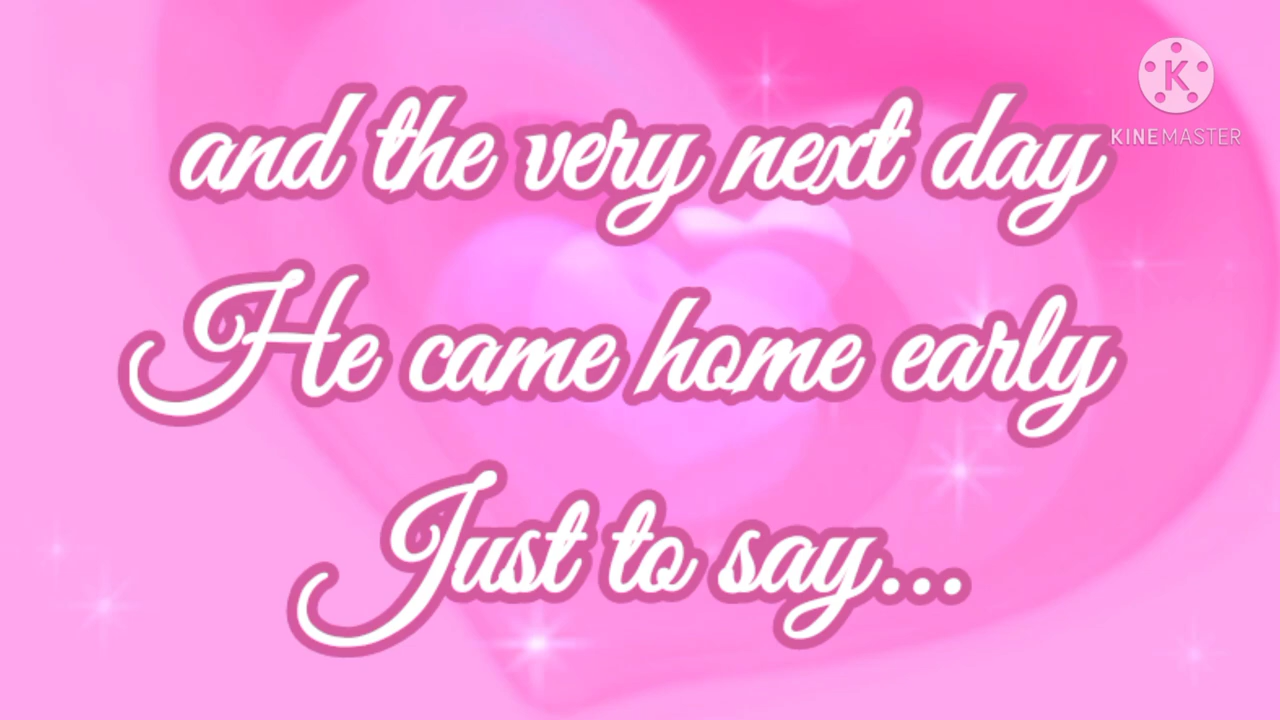 K
KINEMASTER
and the very next day
He came home early
Just to say...